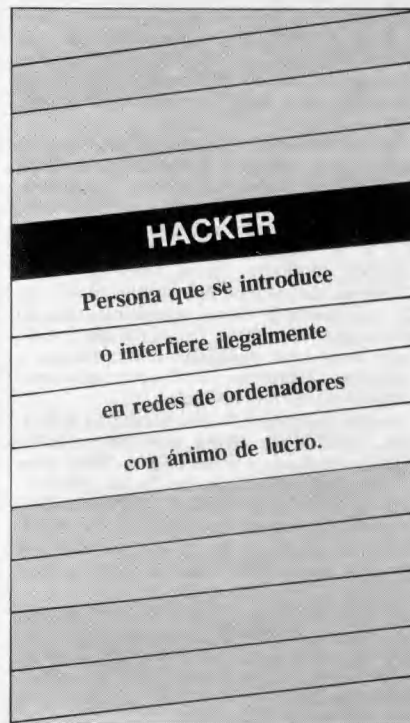 HACKER
Persona que se introduce
o interfiere ilegalmente
en redes de ordenadores
con ánimo de lucro.